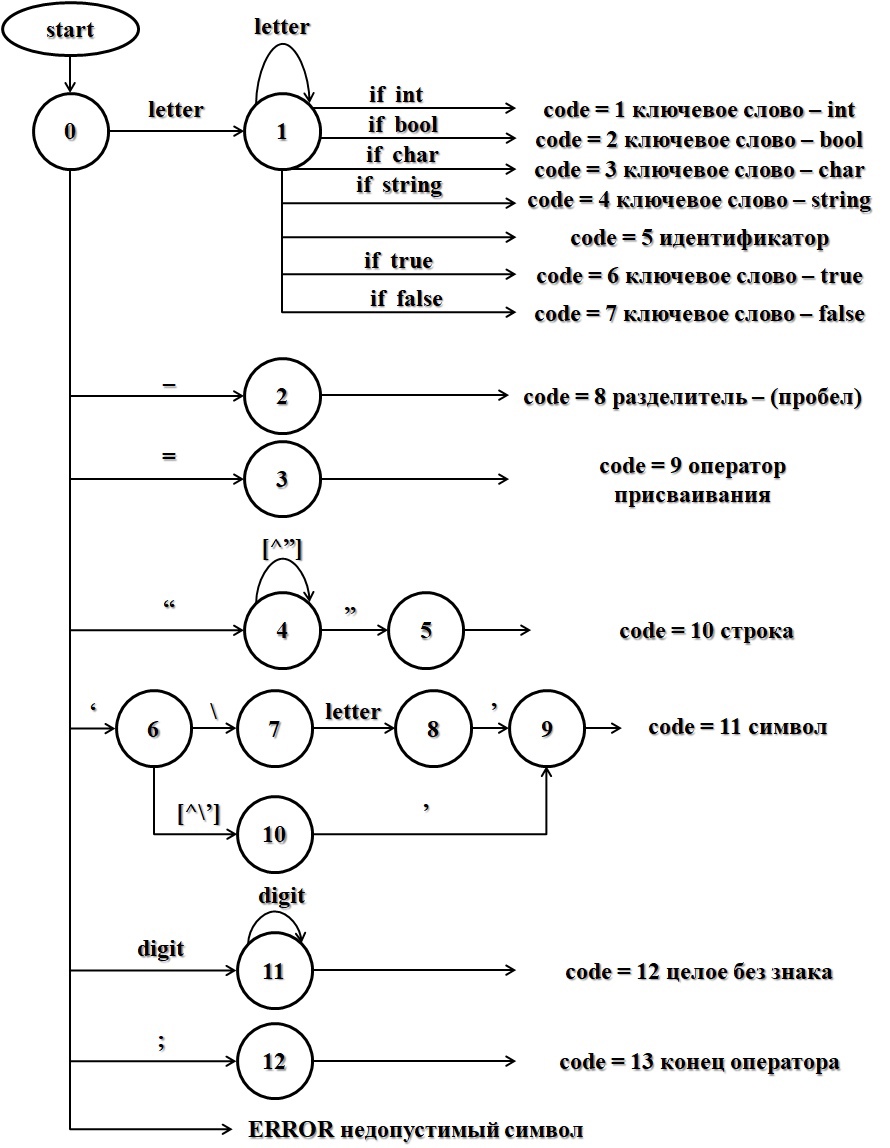 start
letter
0
letter
1
if int
code = 1 ключевое слово – int
if bool
code = 2 ключевое слово – bool
if char
code = 3 ключевое слово – char
if string
code = 4 ключевое слово – string
code = 5 идентификатор
if true
code = 6 ключевое слово – true
if false
code = 7 ключевое слово – false
–
2
code = 8 разделитель – (пробел)
=
3
code = 9 оператор
присваивания
[^”]
“
4
”
5
code = 10 строка
‘
6
\
7
letter
8
’
9
code = 11 символ
[^\’]
10
’
digit
digit
11
code = 12 целое без знака
;
12
code = 13 конец оператора
ERROR недопустимый символ